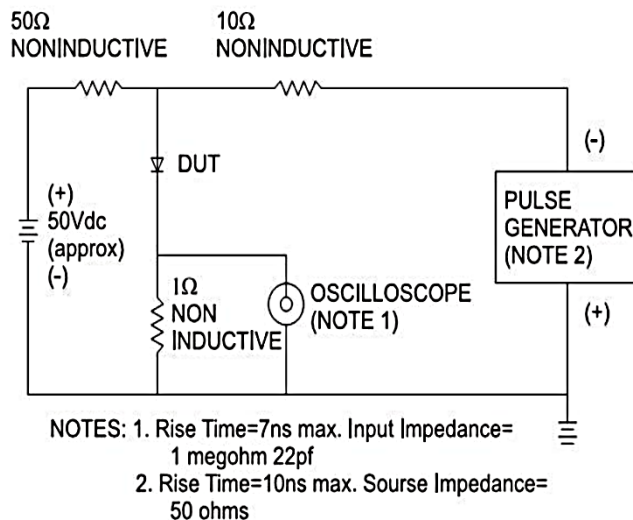 50Ω
NONINDUCTIVE
10Ω
NONINDUCTIVE
DUT
(+)
50Vdc
(approx)
(-)
1Ω
NON
INDUCTIVE
OSCILLOSCOPE
(NOTE 1)
(-)
PULSE
GENERATOR
(NOTE 2)
(+)
NOTES: 1. Rise Time=7ns max. Input Impedance=
1 megohm 22pf
2. Rise Time=10ns max. Sourse Impedance=
50 ohms